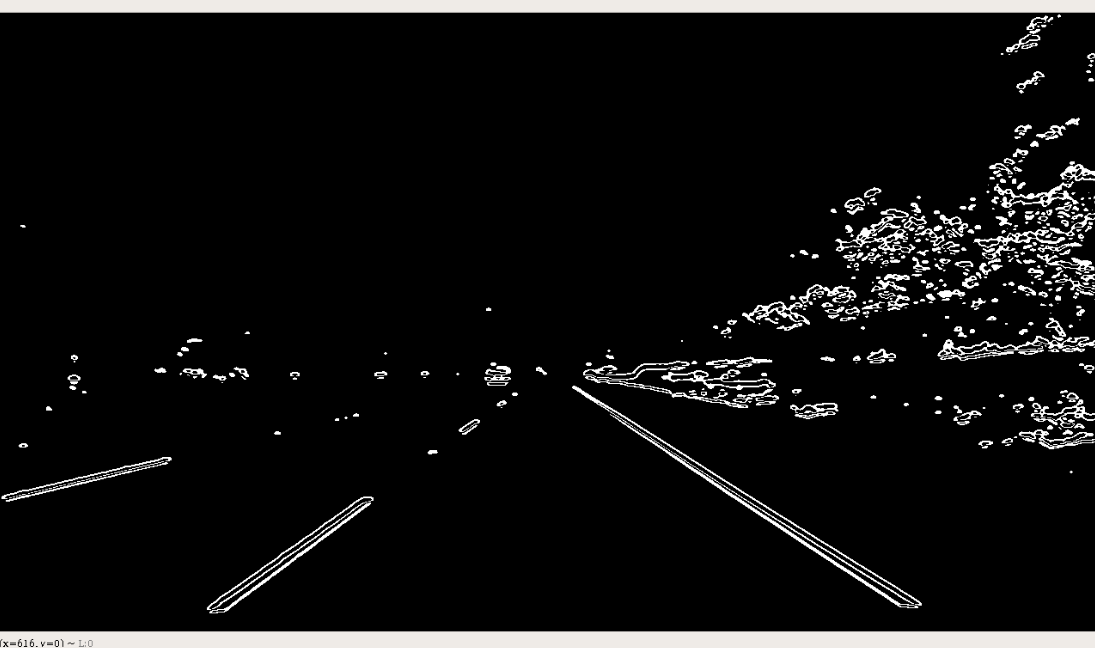 (x=616, y=0) ~ L:0